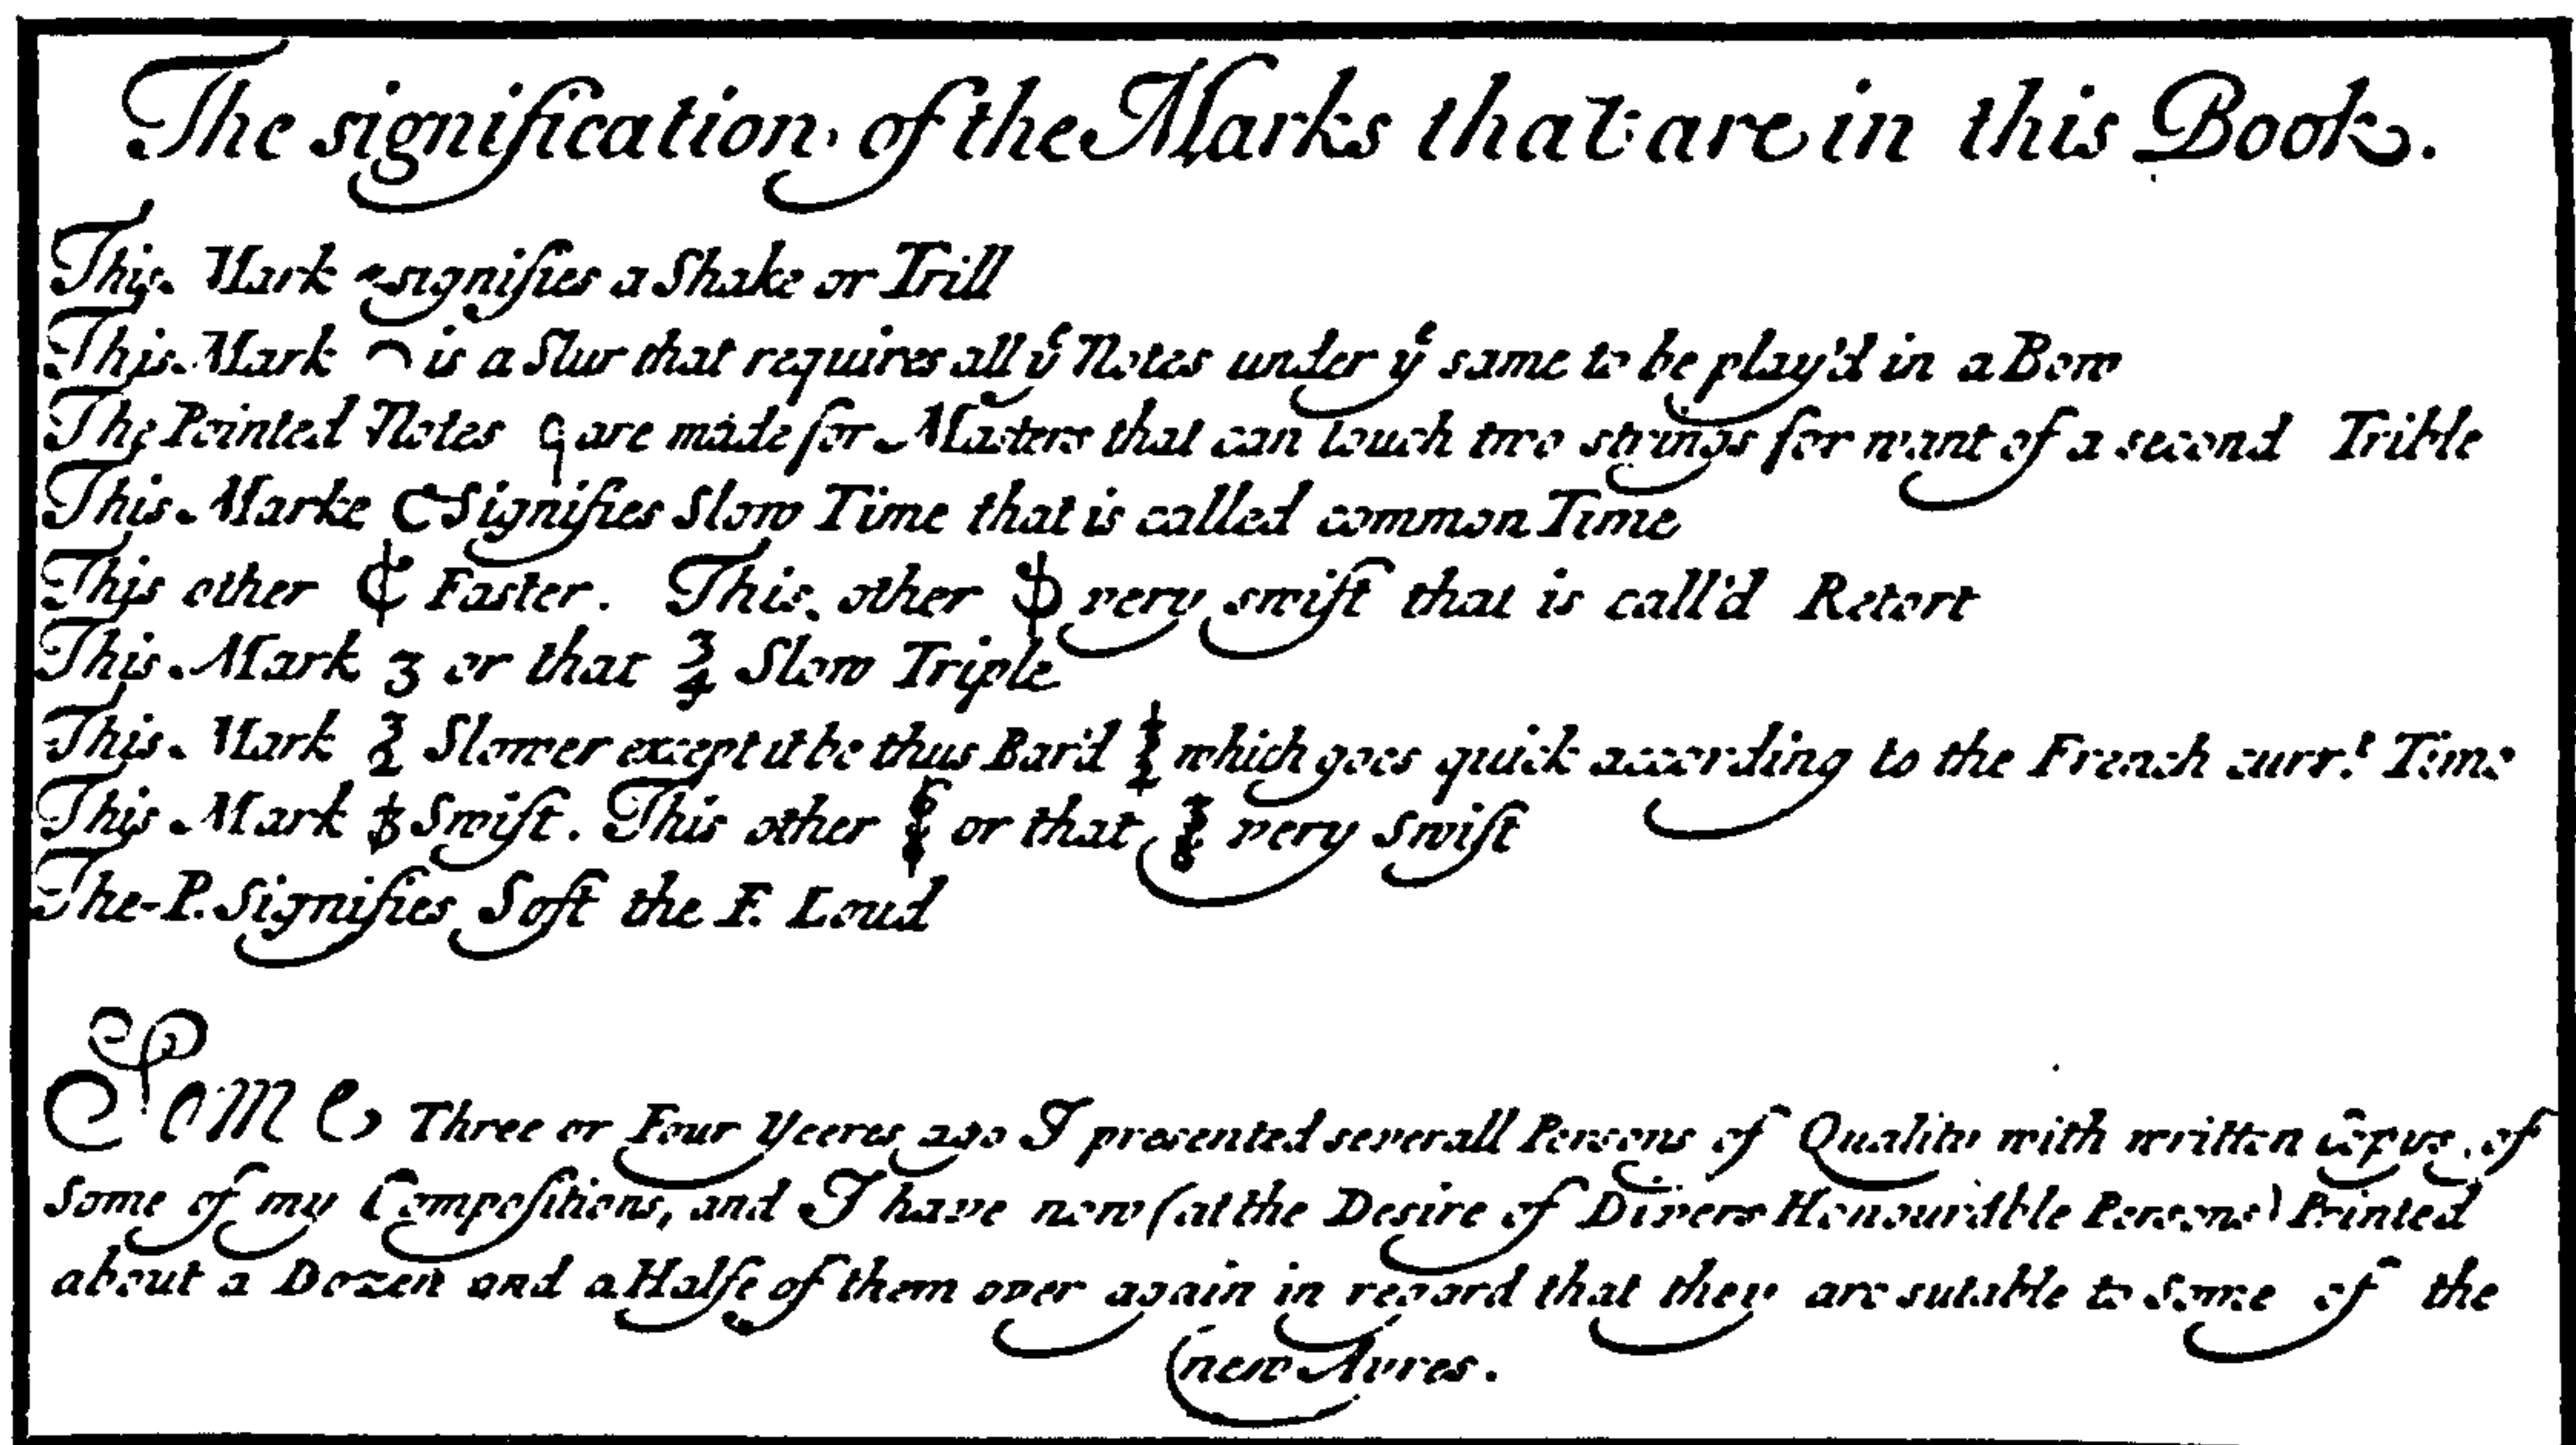 The signification of the Marks that are in this Book.
This Mark signifies a Shake or Trill
This Mark ⌒ is a Slur that requires all yᵉ Notes under yᵉ same to be play'd in a Bow
The Pointed Notes are made for Masters that can touch two strings for want of a second Trible
This Marke C Signifies Slow Time that is called common Time
This other ₵ Faster. This other very swift that is call'd Retort
This Mark 3 or that 3/4 Slow Triple
This Mark 3/2 Slower except it be thus Bar'd which goes quick according to the French currᵗ Time
This Mark Swift. This other or that very Swift
The P. Signifies Soft the F. Loud
Some Three or Four Yeeres ago I presented severall Persons of Quality with written Copys of
Some of my Compositions, and I have now (at the Desire of Divers Honourable Persons) Printed
about a Dozen and a Halfe of them over again in regard that they are sutable to Some of the
(new Ayres.